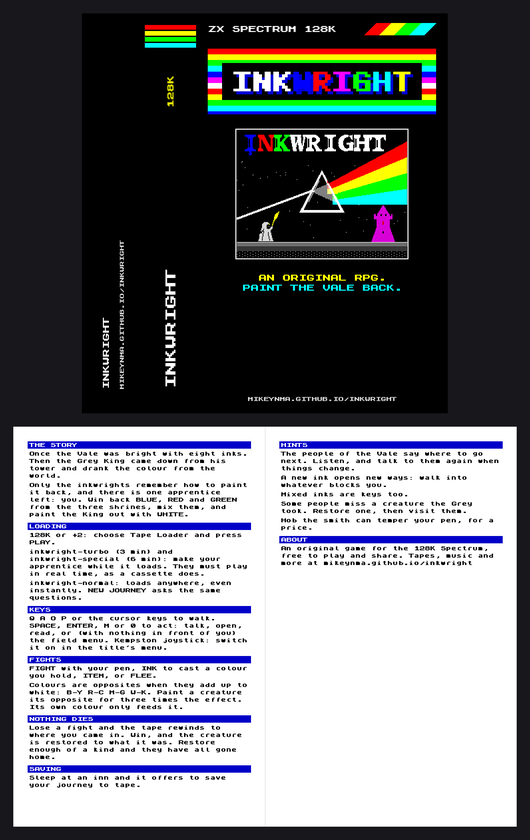 ZX SPECTRUM 128K
INKWRIGHT
128K
INKWRIGHT
INKWRIGHT
MIKEYNMA.GITHUB.IO/INKWRIGHT
INKWRIGHT
AN ORIGINAL RPG.
PAINT THE VALE BACK.
MIKEYNMA.GITHUB.IO/INKWRIGHT
THE STORY
Once the Vale was bright with eight inks.
Then the Grey King came down from his
tower and drank the colour from the
world.
Only the inkwrights remember how to paint
it back, and there is one apprentice
left: you. Win back BLUE, RED and GREEN
from the three shrines, mix them, and
paint the King out with WHITE.
LOADING
128K or +2: choose Tape Loader and press
PLAY.
inkwright-turbo (3 min) and
inkwright-special (6 min): make your
apprentice while it loads. They must play
in real time, as a cassette does.
inkwright-normal: loads anywhere, even
instantly. NEW JOURNEY asks the same
questions.
KEYS
Q A O P or the cursor keys to walk.
SPACE, ENTER, M or 0 to act: talk, open,
read, or (with nothing in front of you)
the field menu. Kempston joystick: switch
it on in the title's menu.
FIGHTS
FIGHT with your pen, INK to cast a colour
you hold, ITEM, or FLEE.
Colours are opposites when they add up to
white: B-Y R-C M-G W-K. Paint a creature
its opposite for three times the effect.
Its own colour only feeds it.
NOTHING DIES
Lose a fight and the tape rewinds to
where you came in. Win, and the creature
is restored to what it was. Restore
enough of a kind and they have all gone
home.
SAVING
Sleep at an inn and it offers to save
your journey to tape.
HINTS
The people of the Vale say where to go
next. Listen, and talk to them again when
things change.
A new ink opens new ways: walk into
whatever blocks you.
Mixed inks are keys too.
Some people miss a creature the Grey
took. Restore one, then visit them.
Hob the smith can temper your pen, for a
price.
ABOUT
An original game for the 128K Spectrum,
free to play and share. Tapes, music and
more at mikeynma.github.io/inkwright